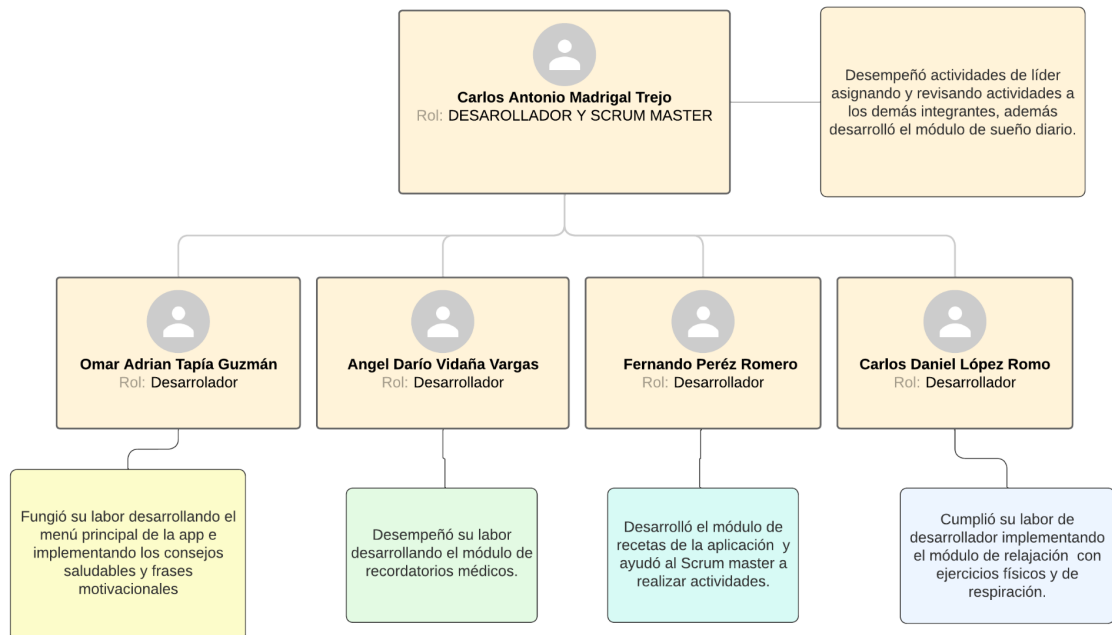 Carlos Antonio Madrigal Trejo
Rol: DESAROLLADOR Y SCRUM MASTER
Desempeñó actividades de líder
asignando y revisando actividades a
los demás integrantes, además
desarrolló el módulo de sueño diario.
Omar Adrian Tapía Guzmán
Rol: Desarrolador
Angel Darío Vidaña Vargas
Rol: Desarrollador
Fernando Peréz Romero
Rol: Desarrollador
Carlos Daniel López Romo
Rol: Desarrollador
Fungió su labor desarrollando el
menú principal de la app e
implementando los consejos
saludables y frases
motivacionales
Desempeñó su labor
desarrollando el módulo de
recordatorios médicos.
Desarrolló el módulo de
recetas de la aplicación y
ayudó al Scrum master a
realizar actividades.
Cumplió su labor de
desarrollador implementando
el módulo de relajación con
ejercicios físicos y de
respiración.